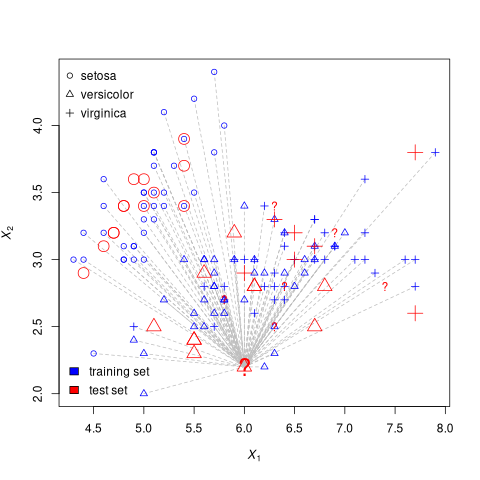 setosa
versicolor
virginica
4.0
3.5
3.0
2.5
2.0
X2
? ?
? ?
?
?
?
training set
test set
4.5 5.0 5.5 6.0 6.5 7.0 7.5 8.0
X1